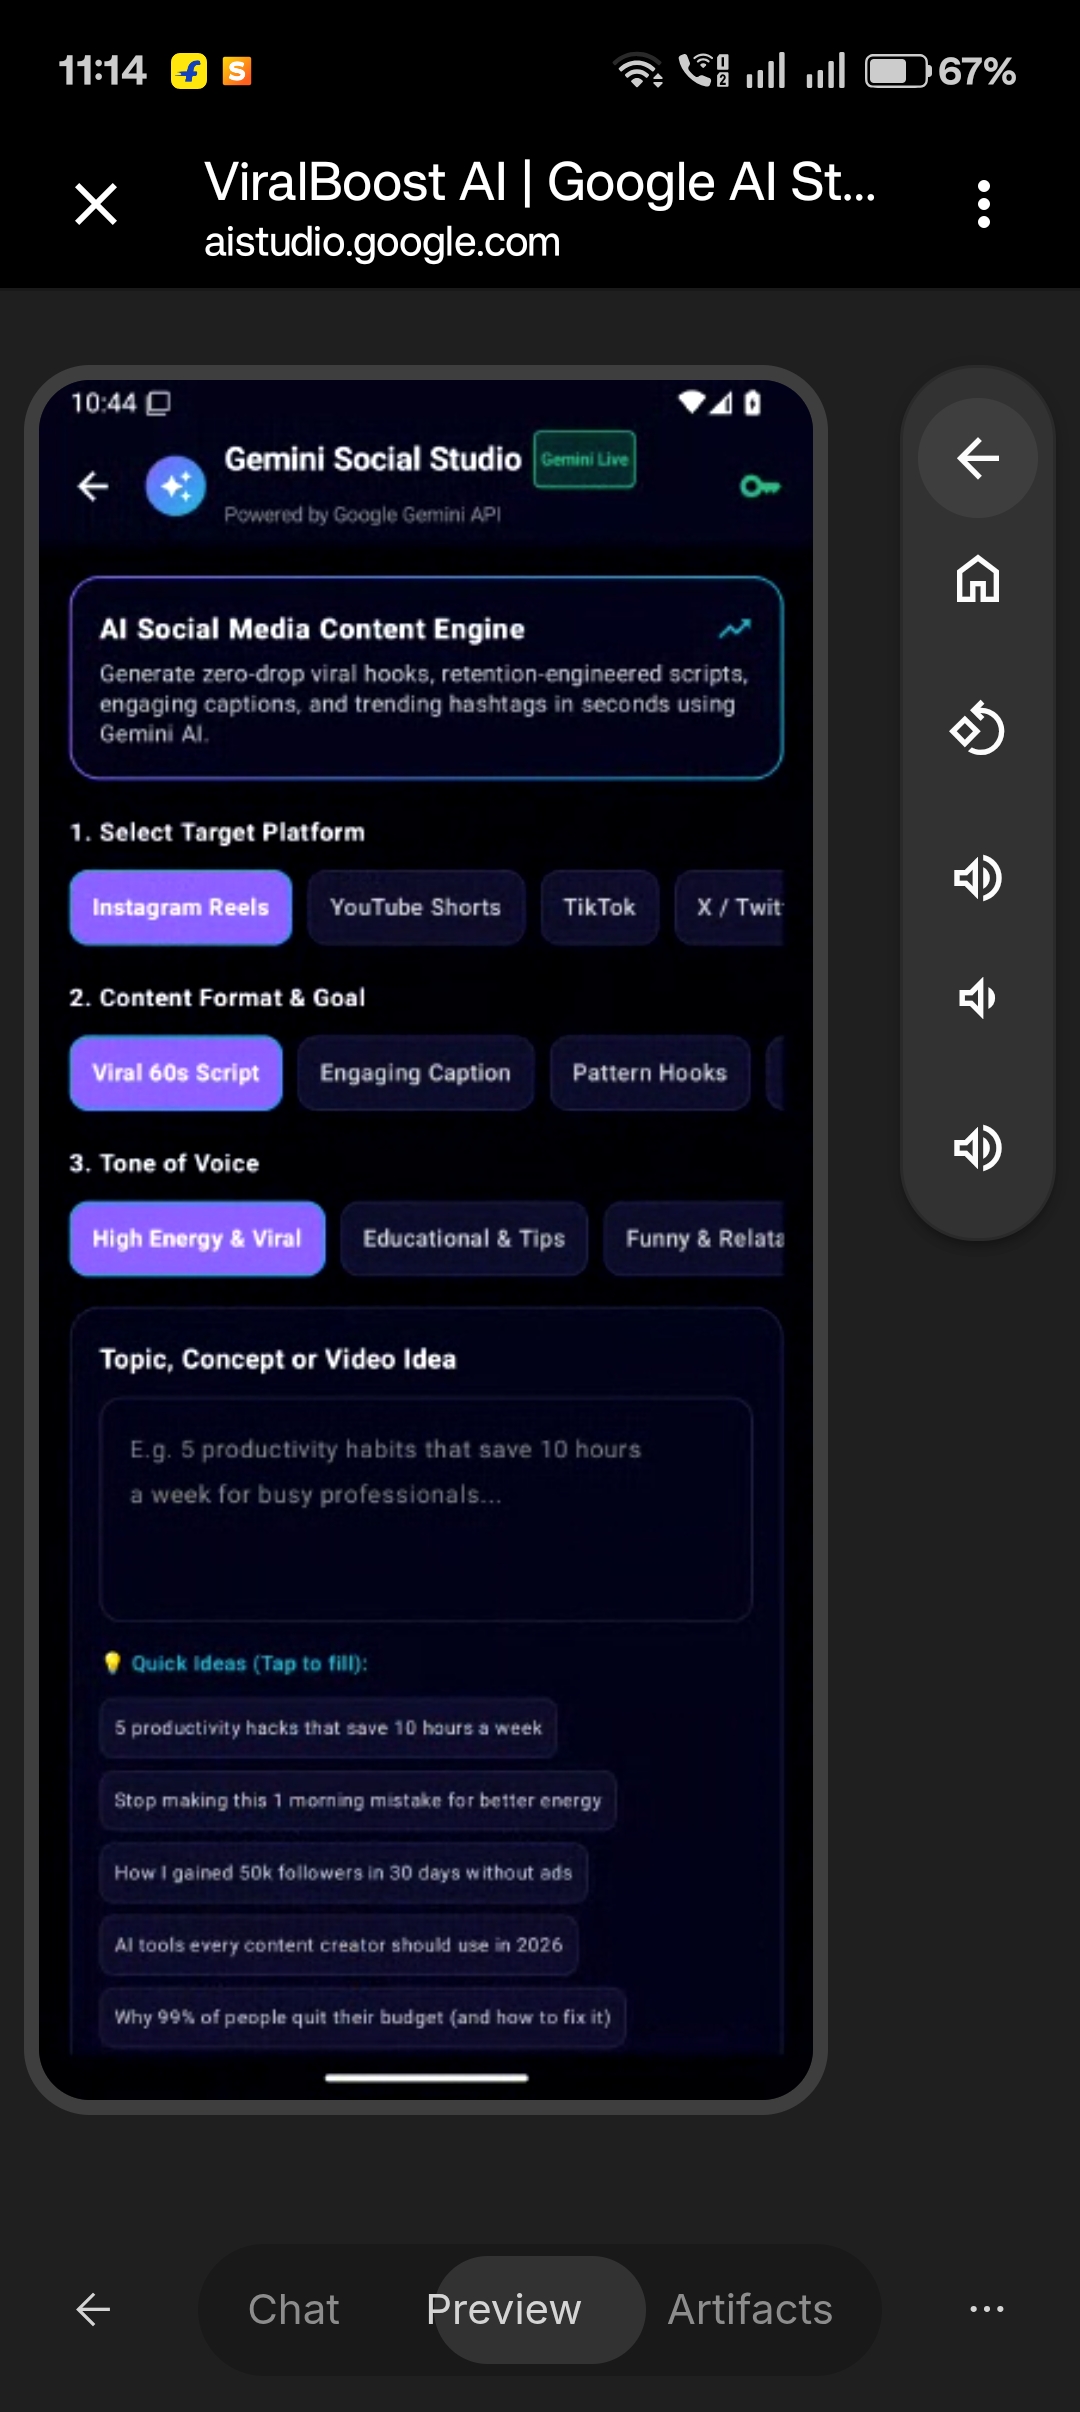 11:14
S
1
2
67%
ViralBoost AI | Google AI St...
aistudio.google.com
10:44
Gemini Social Studio
Gemini Live
Powered by Google Gemini API
AI Social Media Content Engine
Generate zero-drop viral hooks, retention-engineered scripts,
engaging captions, and trending hashtags in seconds using
Gemini AI.
1. Select Target Platform
Instagram Reels
YouTube Shorts
TikTok
X / Twit
2. Content Format & Goal
Viral 60s Script
Engaging Caption
Pattern Hooks
3. Tone of Voice
High Energy & Viral
Educational & Tips
Funny & Relata
Topic, Concept or Video Idea
E.g. 5 productivity habits that save 10 hours
a week for busy professionals...
💡 Quick Ideas (Tap to fill):
5 productivity hacks that save 10 hours a week
Stop making this 1 morning mistake for better energy
How I gained 50k followers in 30 days without ads
AI tools every content creator should use in 2026
Why 99% of people quit their budget (and how to fix it)
Chat
Preview
Artifacts